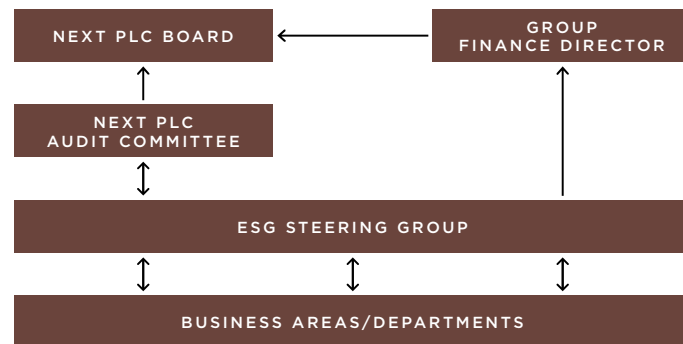 NEXT PLC BOARD
GROUP
FINANCE DIRECTOR
NEXT PLC
AUDIT COMMITTEE
ESG STEERING GROUP
BUSINESS AREAS/DEPARTMENTS